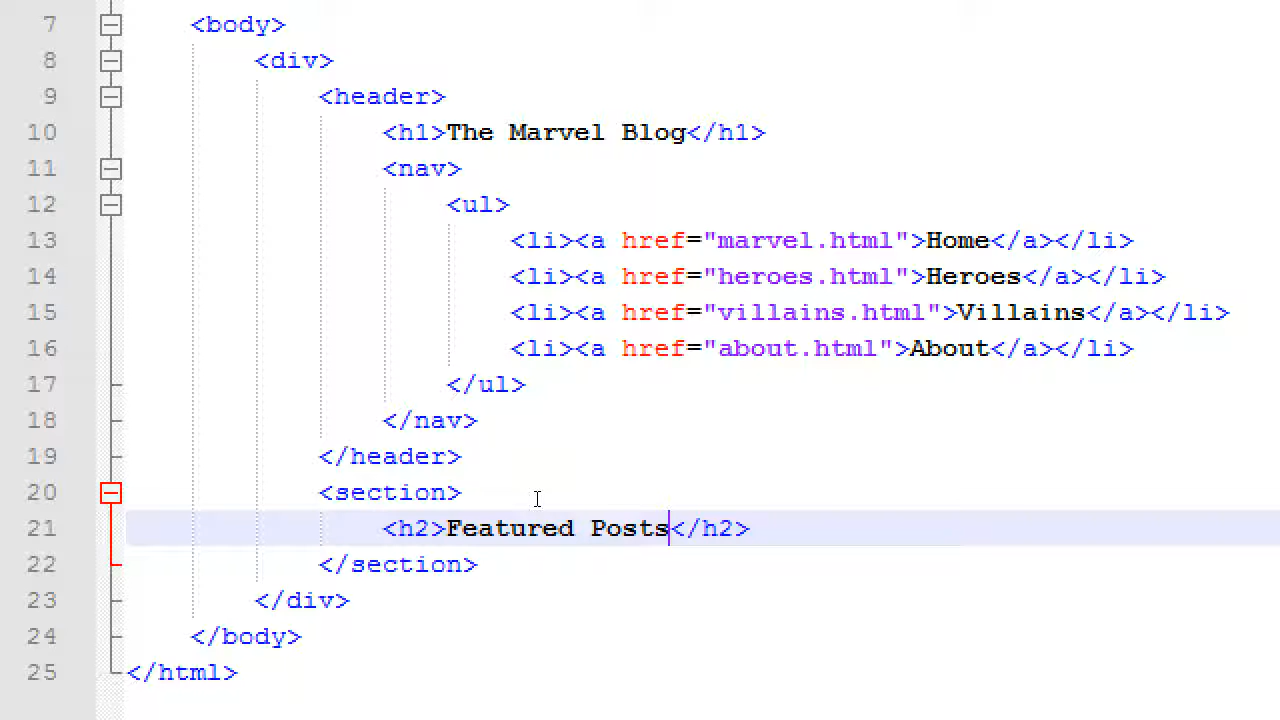 7 <body>
8 <div>
9 <header>
10 <h1>The Marvel Blog</h1>
11 <nav>
12 <ul>
13 <li><a href="marvel.html">Home</a></li>
14 <li><a href="heroes.html">Heroes</a></li>
15 <li><a href="villains.html">Villains</a></li>
16 <li><a href="about.html">About</a></li>
17 </ul>
18 </nav>
19 </header>
20 <section>
21 <h2>Featured Posts</h2>
22 </section>
23 </div>
24 </body>
25 </html>